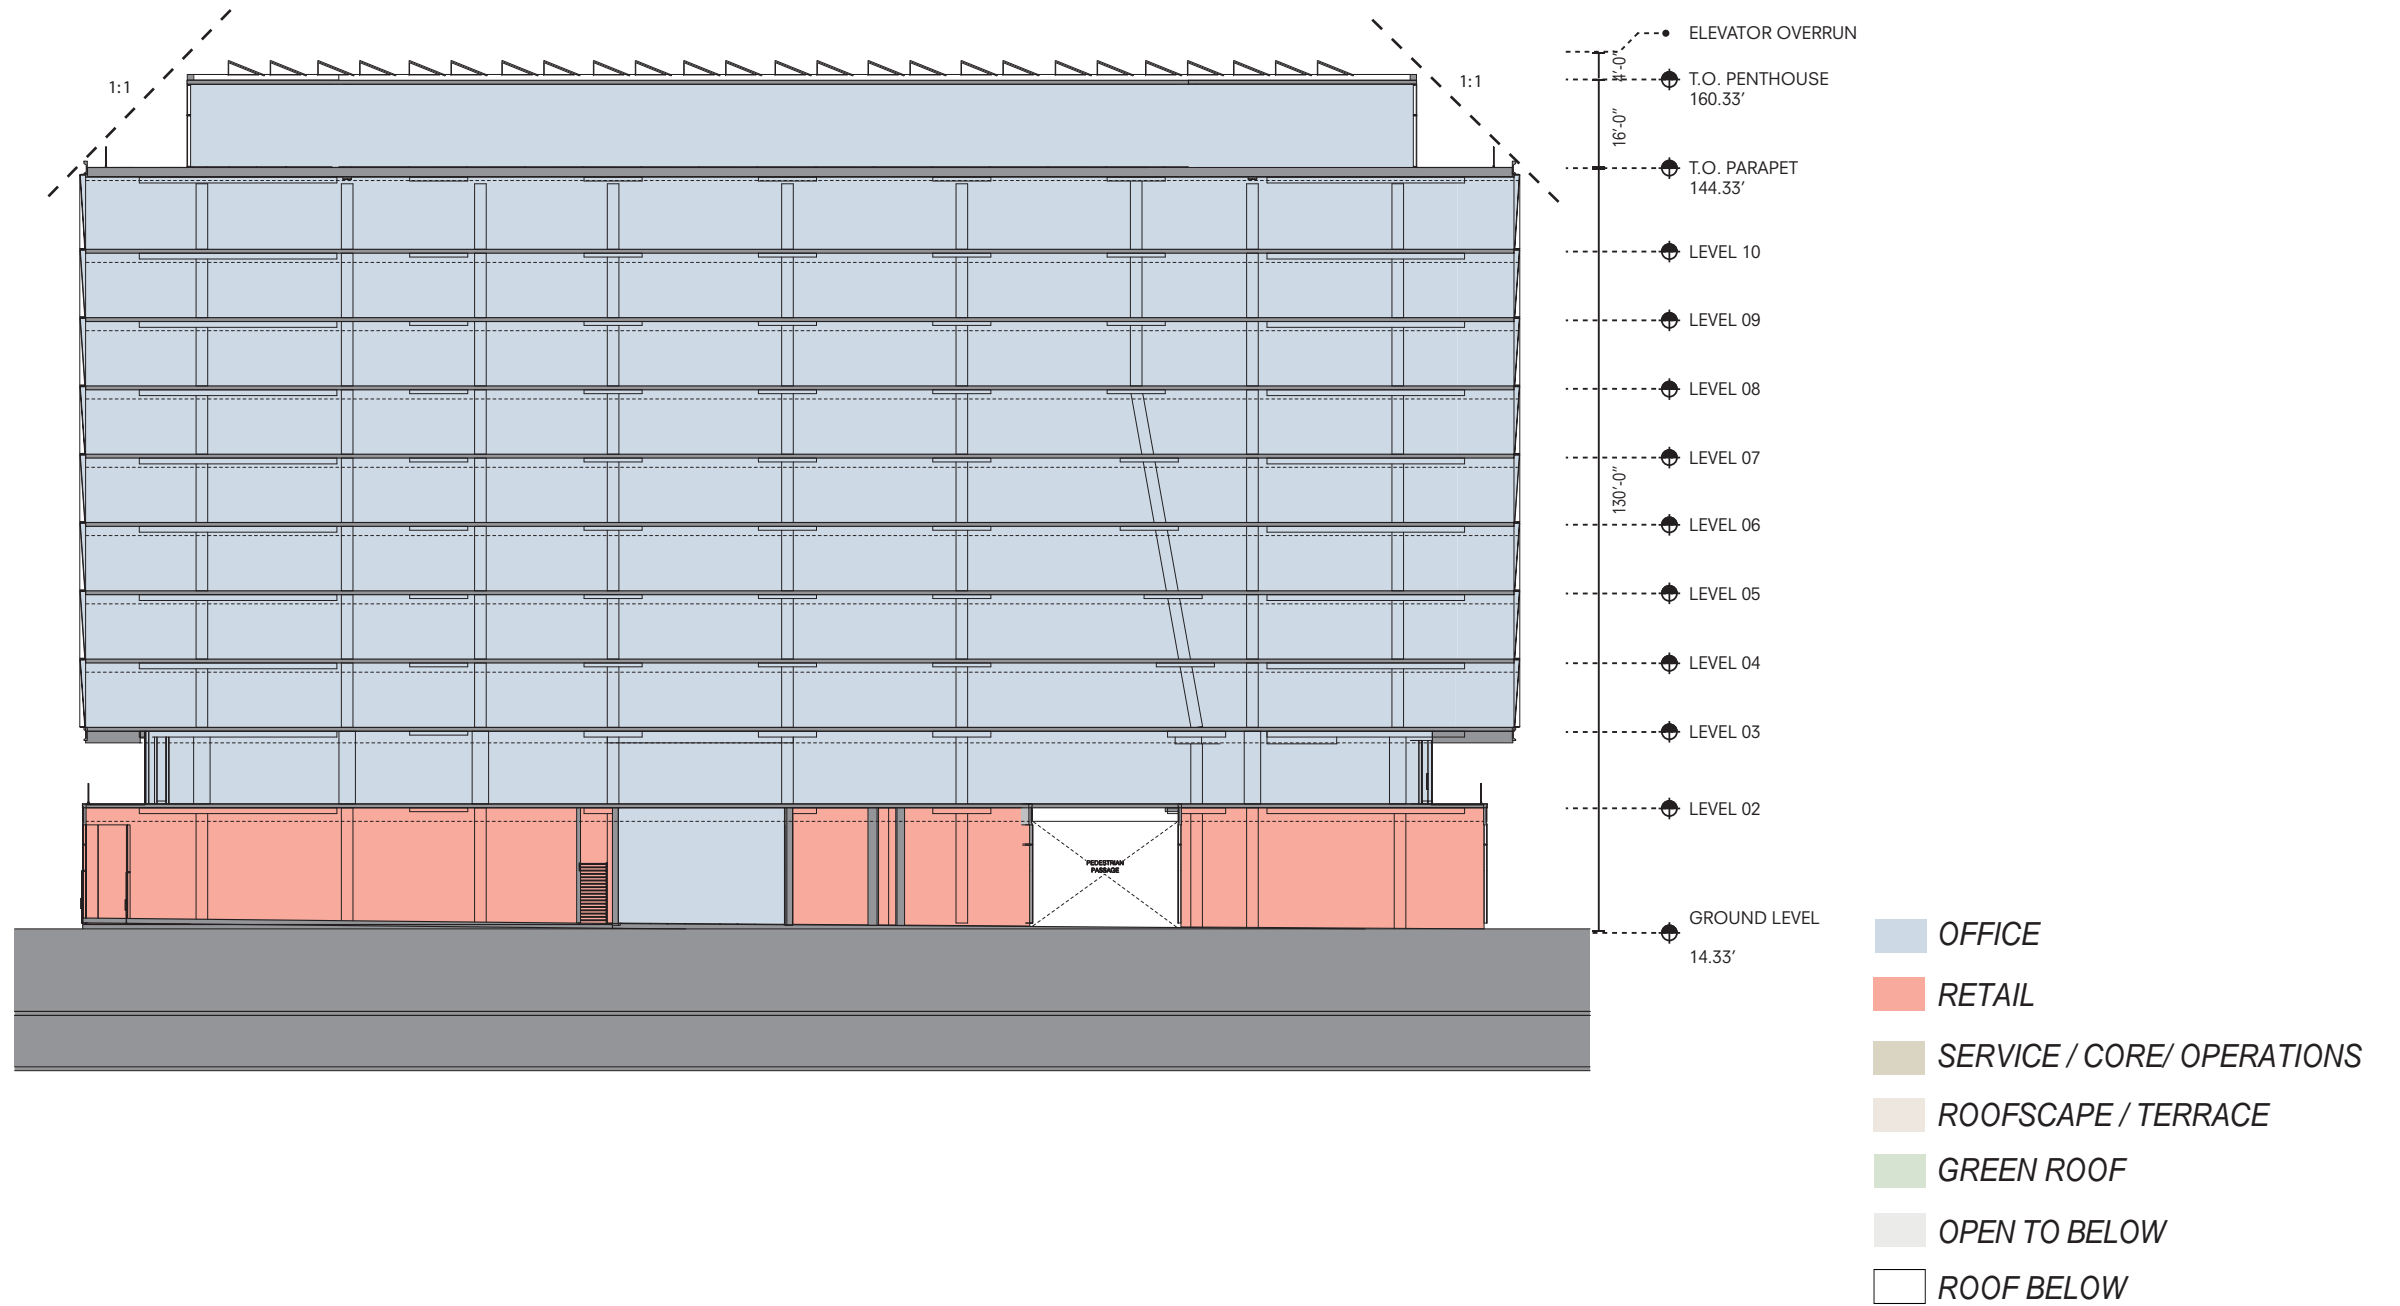 ELEVATOR OVERRUN
4'-0"
1:1
1:1
T.O. PENTHOUSE
160.33'
16'-0"
T.O. PARAPET
144.33'
LEVEL 10
LEVEL 09
LEVEL 08
LEVEL 07
130'-0"
LEVEL 06
LEVEL 05
LEVEL 04
LEVEL 03
LEVEL 02
PEDESTRIAN
PASSAGE
GROUND LEVEL
14.33'
OFFICE
RETAIL
SERVICE / CORE/ OPERATIONS
ROOFSCAPE / TERRACE
GREEN ROOF
OPEN TO BELOW
ROOF BELOW